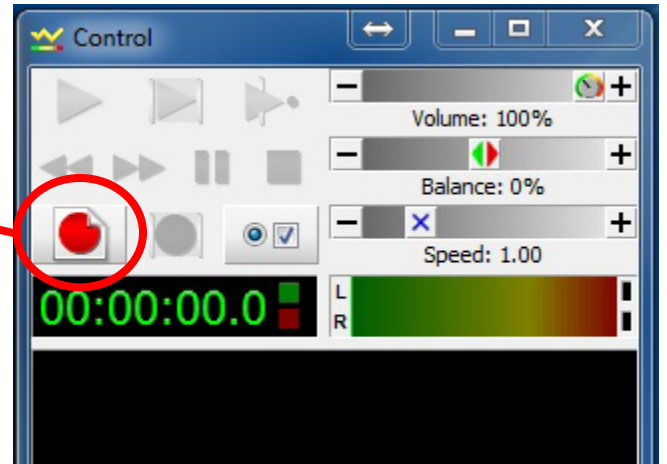 Control
Volume: 100%
Balance: 0%
Speed: 1.00
00:00:00.0
L
R